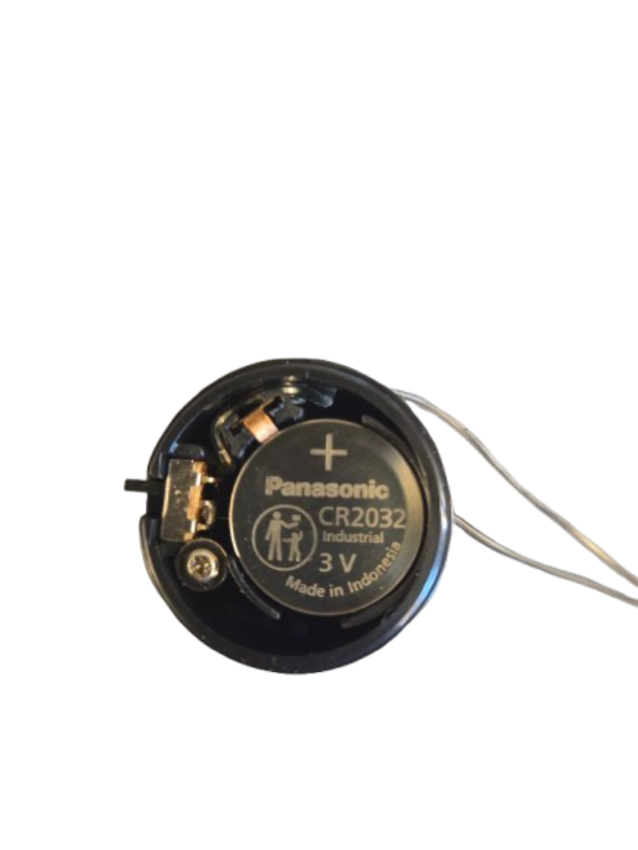 +
Panasonic
CR2032
Industrial
3 V
Made in Indonesia